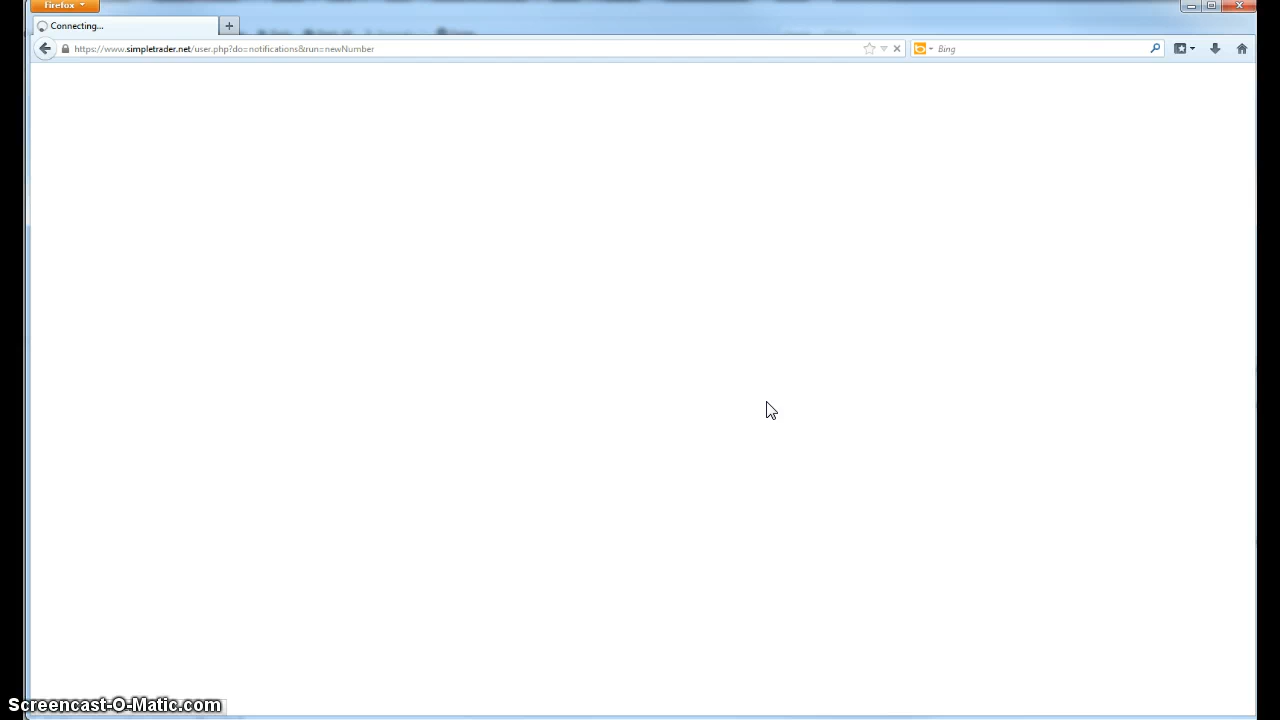 Firefox
Connecting...
https://www.simpletrader.net/user.php?do=notifications&run=newNumber
Bing
Screencast-O-Matic.com